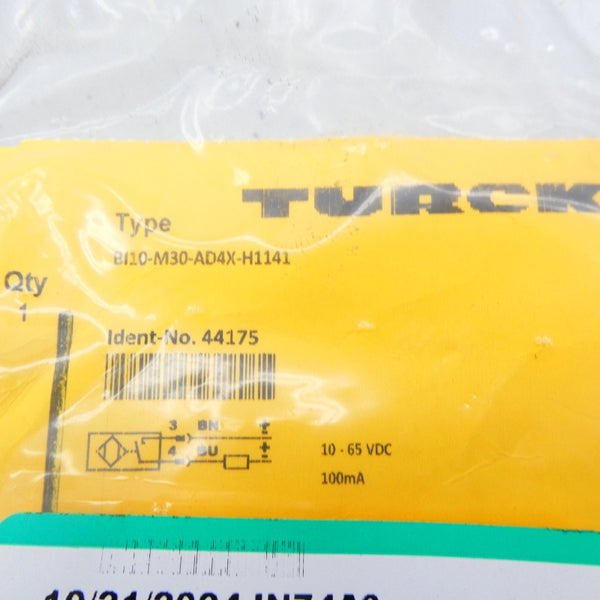 TURCK
Type
BI10-M30-AD4X-H1141
Qty
1
Ident-No. 44175
3 BN +
4 BU ±
10 - 65 VDC
100mA